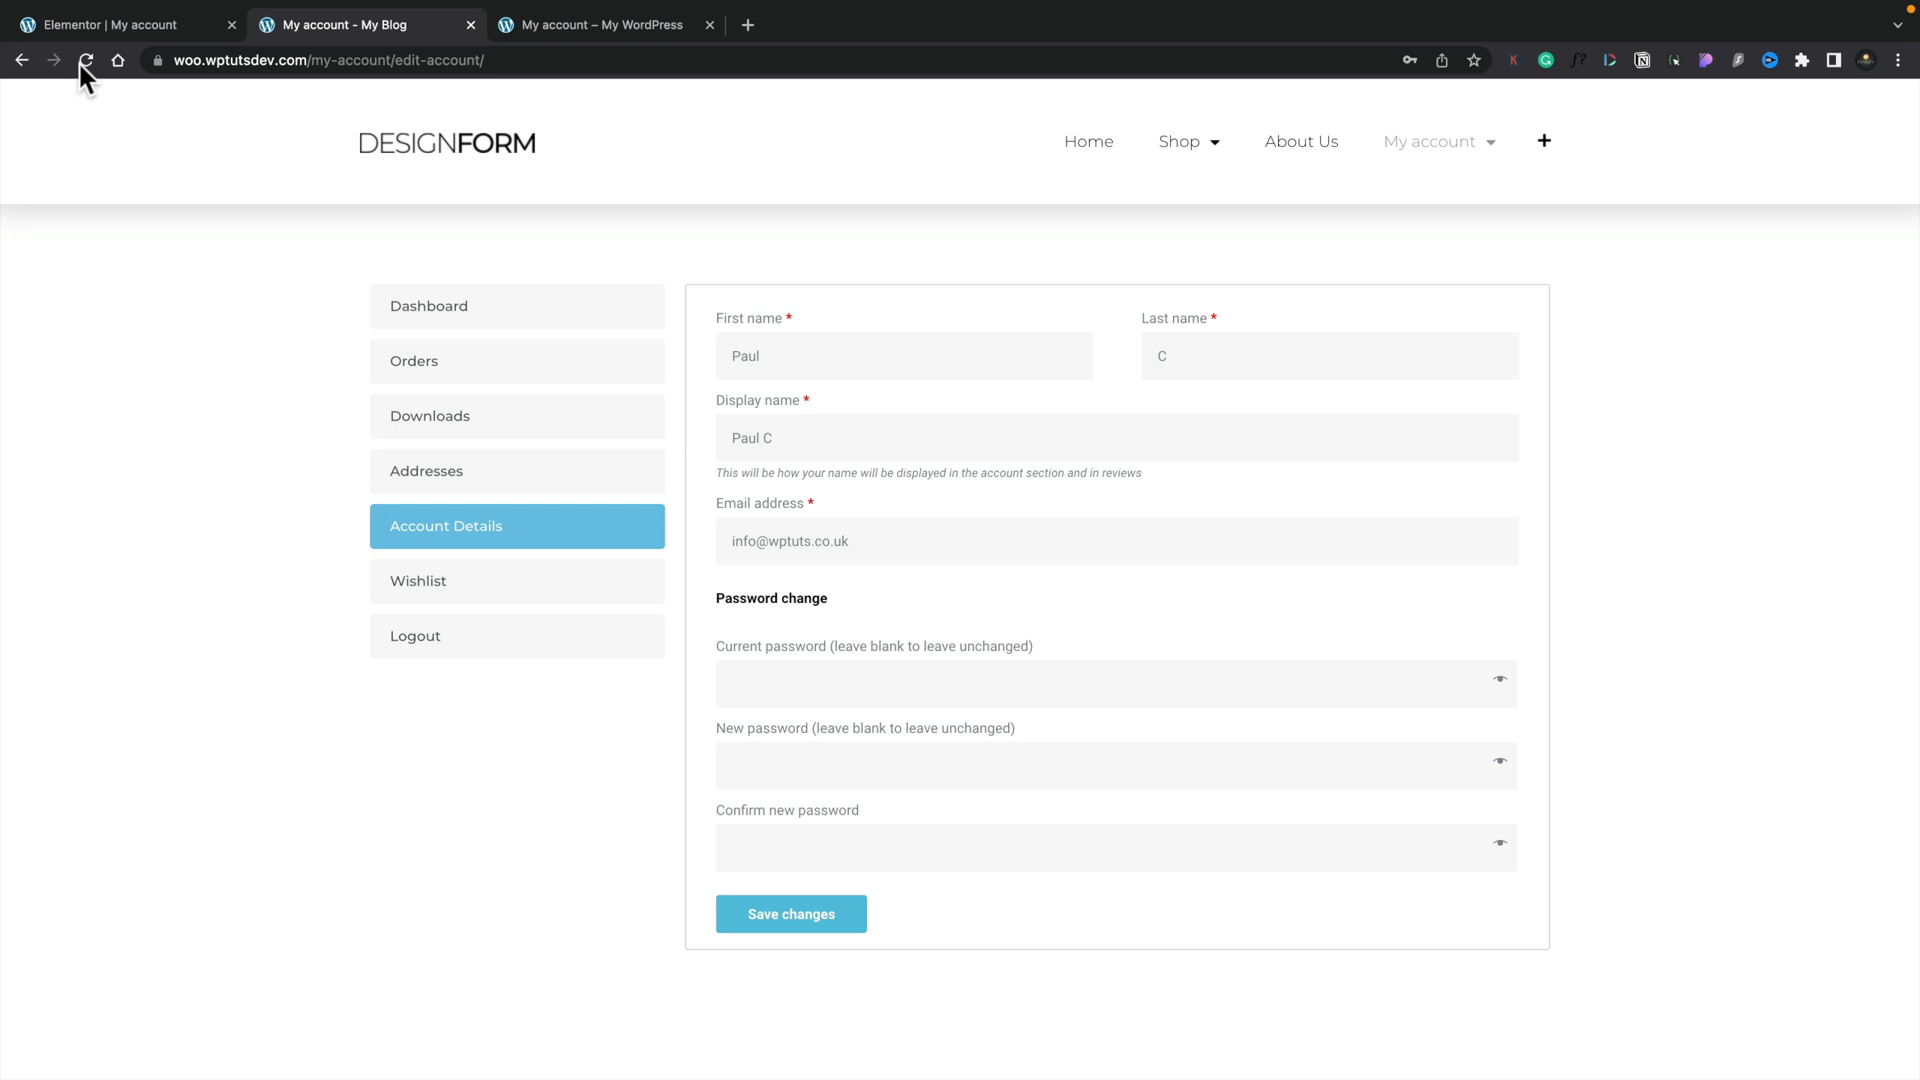 Elementor | My account
My account - My Blog
My account – My WordPress
woo.wptutsdev.com/my-account/edit-account/
DESIGNFORM
Home
Shop
About Us
My account
Dashboard
Orders
Downloads
Addresses
Account Details
Wishlist
Logout
First name *
Last name *
Paul
C
Display name *
Paul C
This will be how your name will be displayed in the account section and in reviews
Email address *
info@wptuts.co.uk
Password change
Current password (leave blank to leave unchanged)
New password (leave blank to leave unchanged)
Confirm new password
Save changes